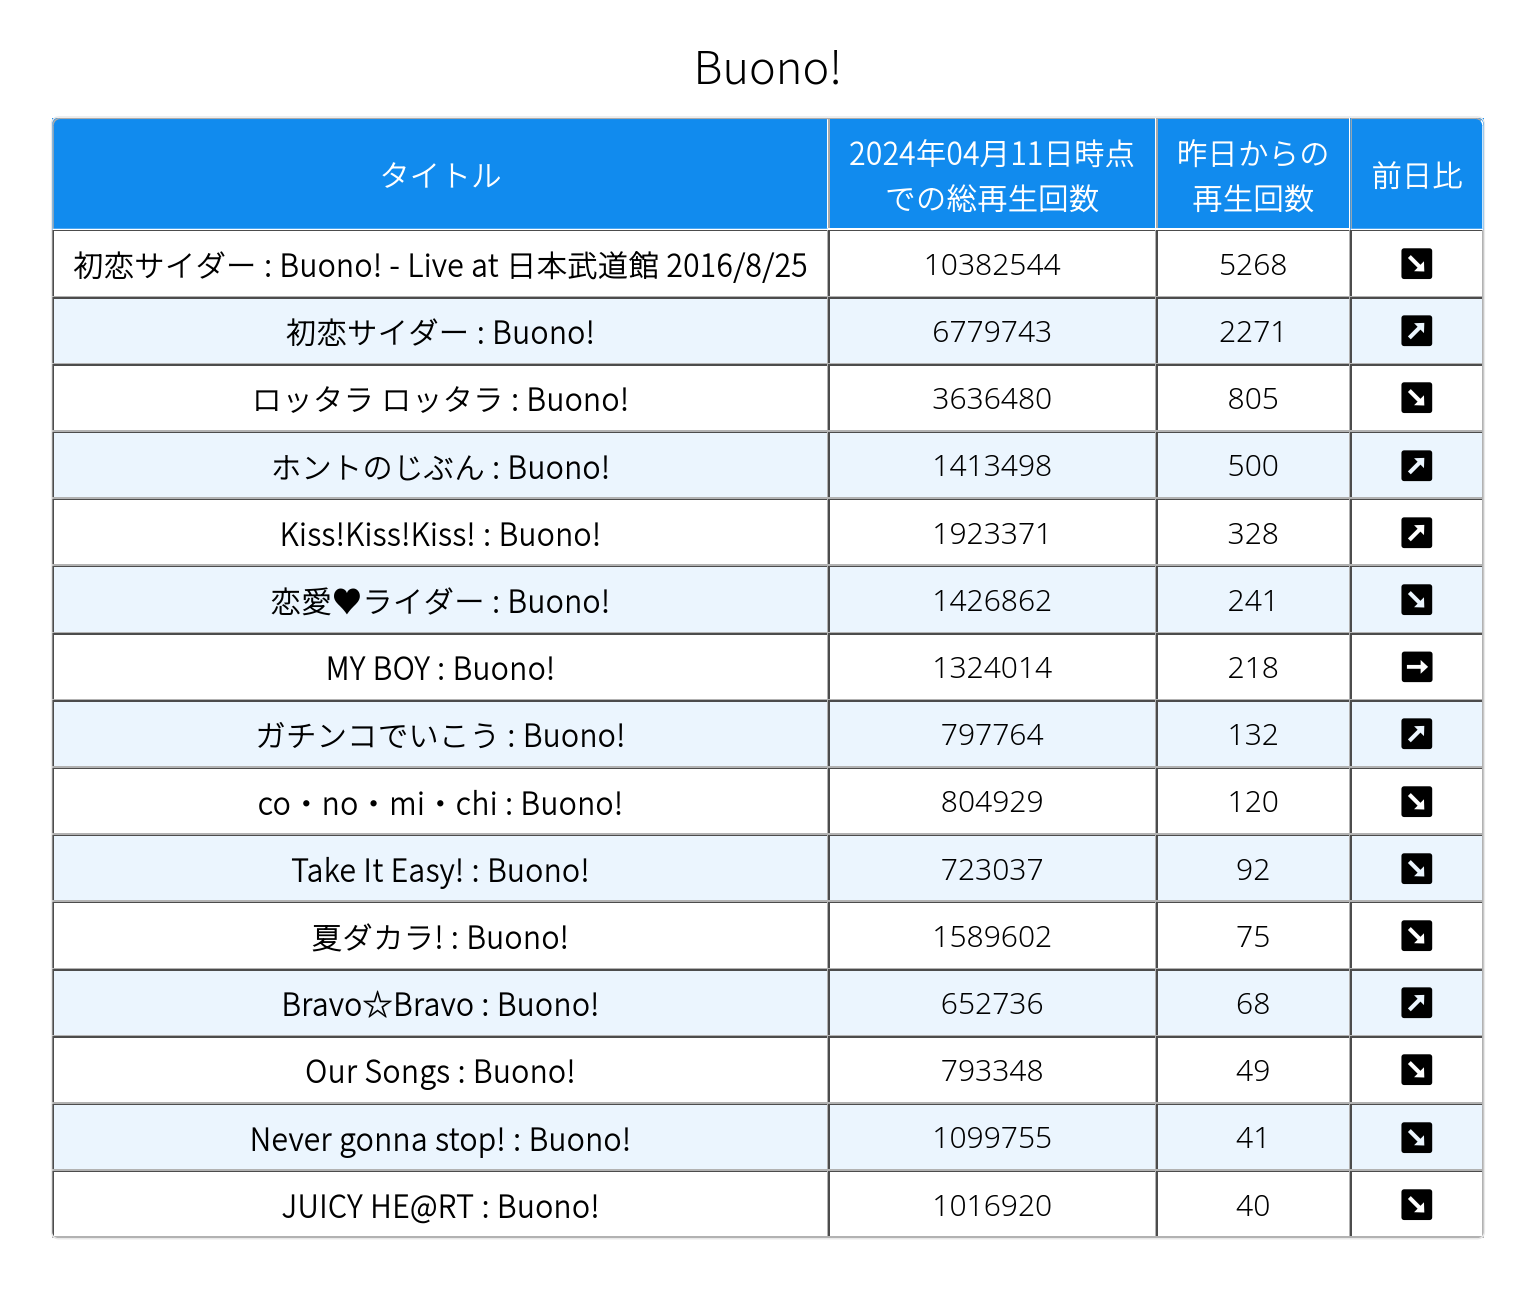 Buono!
タイトル 2024年04月11日時点での総再生回数 昨日からの再生回数 前日比
初恋サイダー : Buono! - Live at 日本武道館 2016/8/25 10382544 5268 ↘
初恋サイダー : Buono! 6779743 2271 ↗
ロッタラ ロッタラ : Buono! 3636480 805 ↘
ホントのじぶん : Buono! 1413498 500 ↗
Kiss!Kiss!Kiss! : Buono! 1923371 328 ↗
恋愛♥ライダー : Buono! 1426862 241 ↘
MY BOY : Buono! 1324014 218 →
ガチンコでいこう : Buono! 797764 132 ↗
co・no・mi・chi : Buono! 804929 120 ↘
Take It Easy! : Buono! 723037 92 ↘
夏ダカラ! : Buono! 1589602 75 ↘
Bravo☆Bravo : Buono! 652736 68 ↗
Our Songs : Buono! 793348 49 ↘
Never gonna stop! : Buono! 1099755 41 ↘
JUICY HE@RT : Buono! 1016920 40 ↘